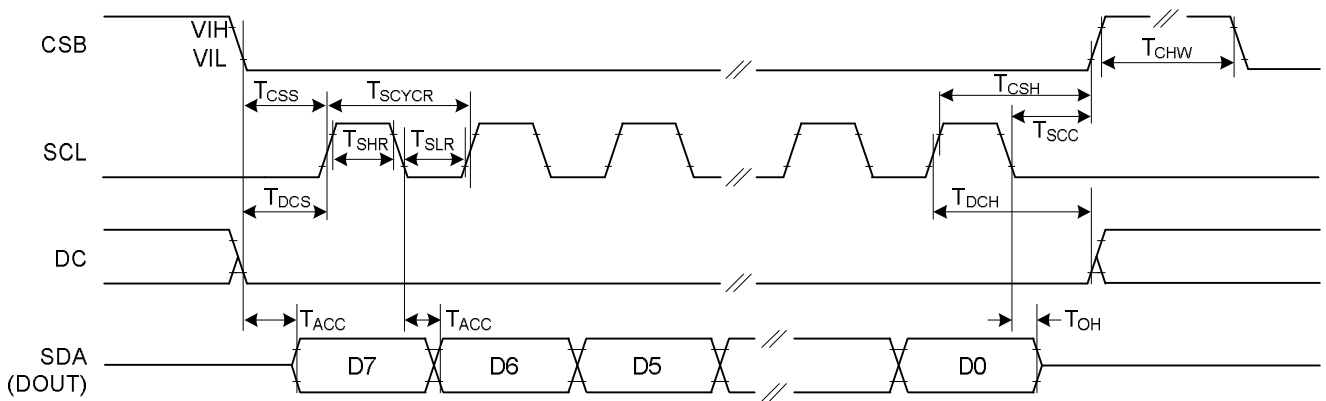 CSB
VIH
VIL
TCHW
TCSS
TSCYCR
TCSH
TSCC
SCL
TSHR
TSLR
TDCS
TDCH
DC
TACC
TACC
TOH
SDA
(DOUT)
D7
D6
D5
D0